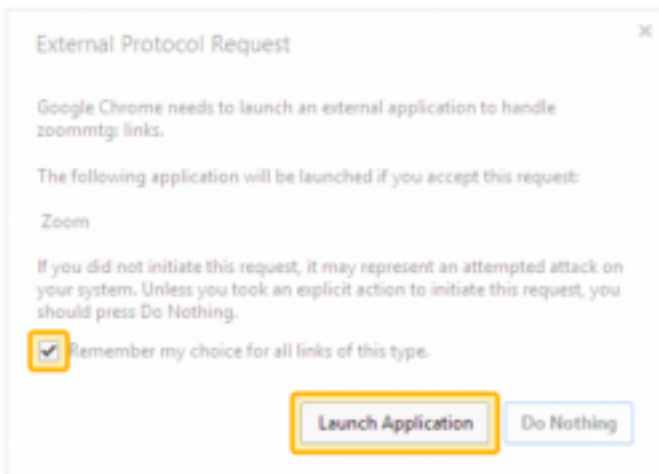 External Protocol Request
Google Chrome needs to launch an external application to handle
zoommtg: links.
The following application will be launched if you accept this request:
Zoom
If you did not initiate this request, it may represent an attempted attack on
your system. Unless you took an explicit action to initiate this request, you
should press Do Nothing.
Remember my choice for all links of this type.
Launch Application
Do Nothing